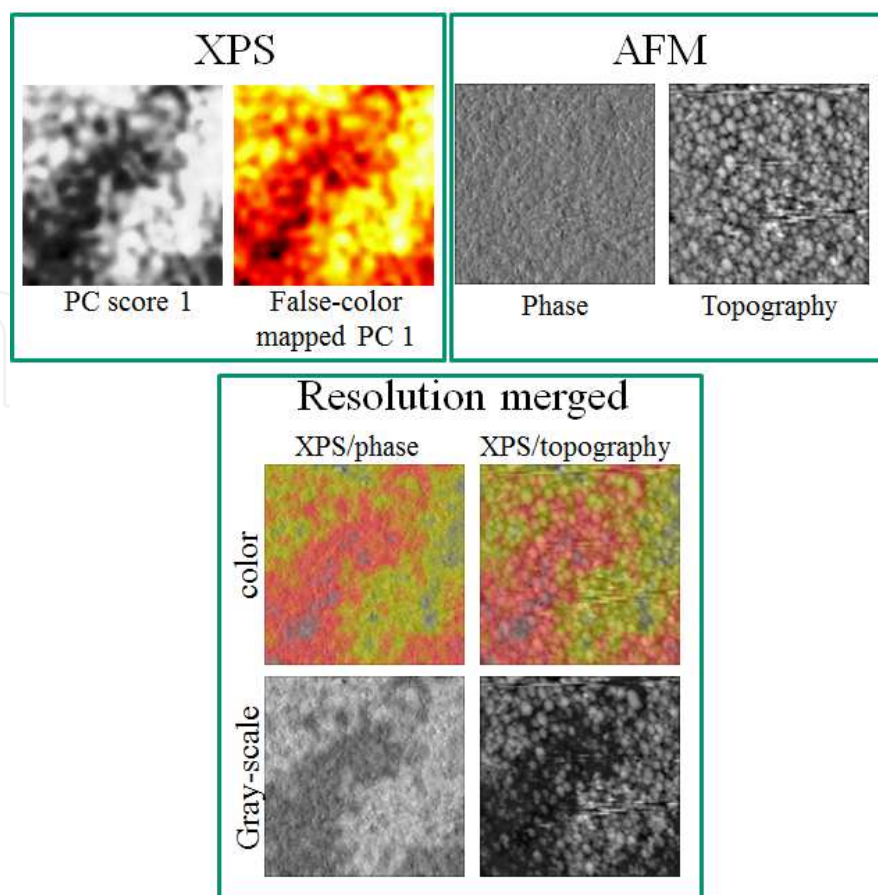 XPS
PC score 1
False-color
mapped PC 1
AFM
Phase
Topography
Resolution merged
XPS/phase
XPS/topography
color
Gray-scale